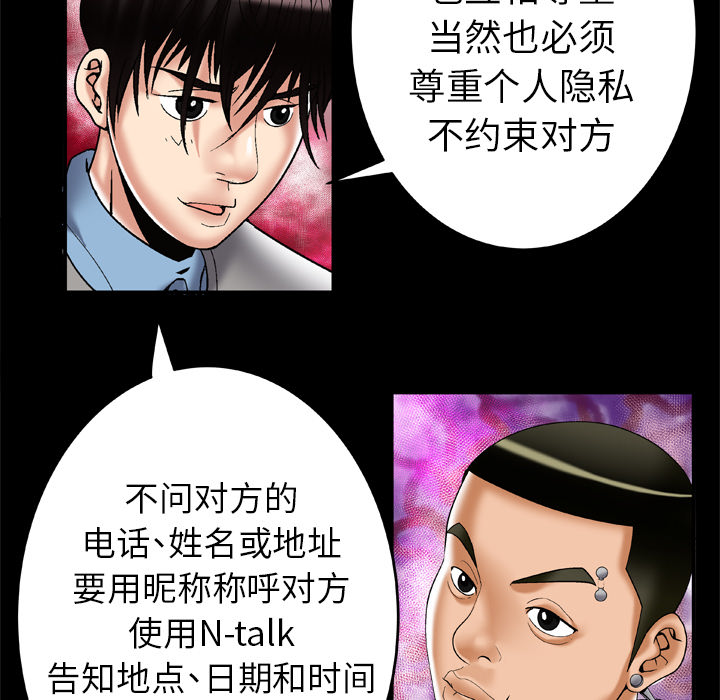 当然也必须
尊重个人隐私
不约束对方
不问对方的
电话、姓名或地址
要用昵称称呼对方
使用N-talk
告知地点、日期和时间